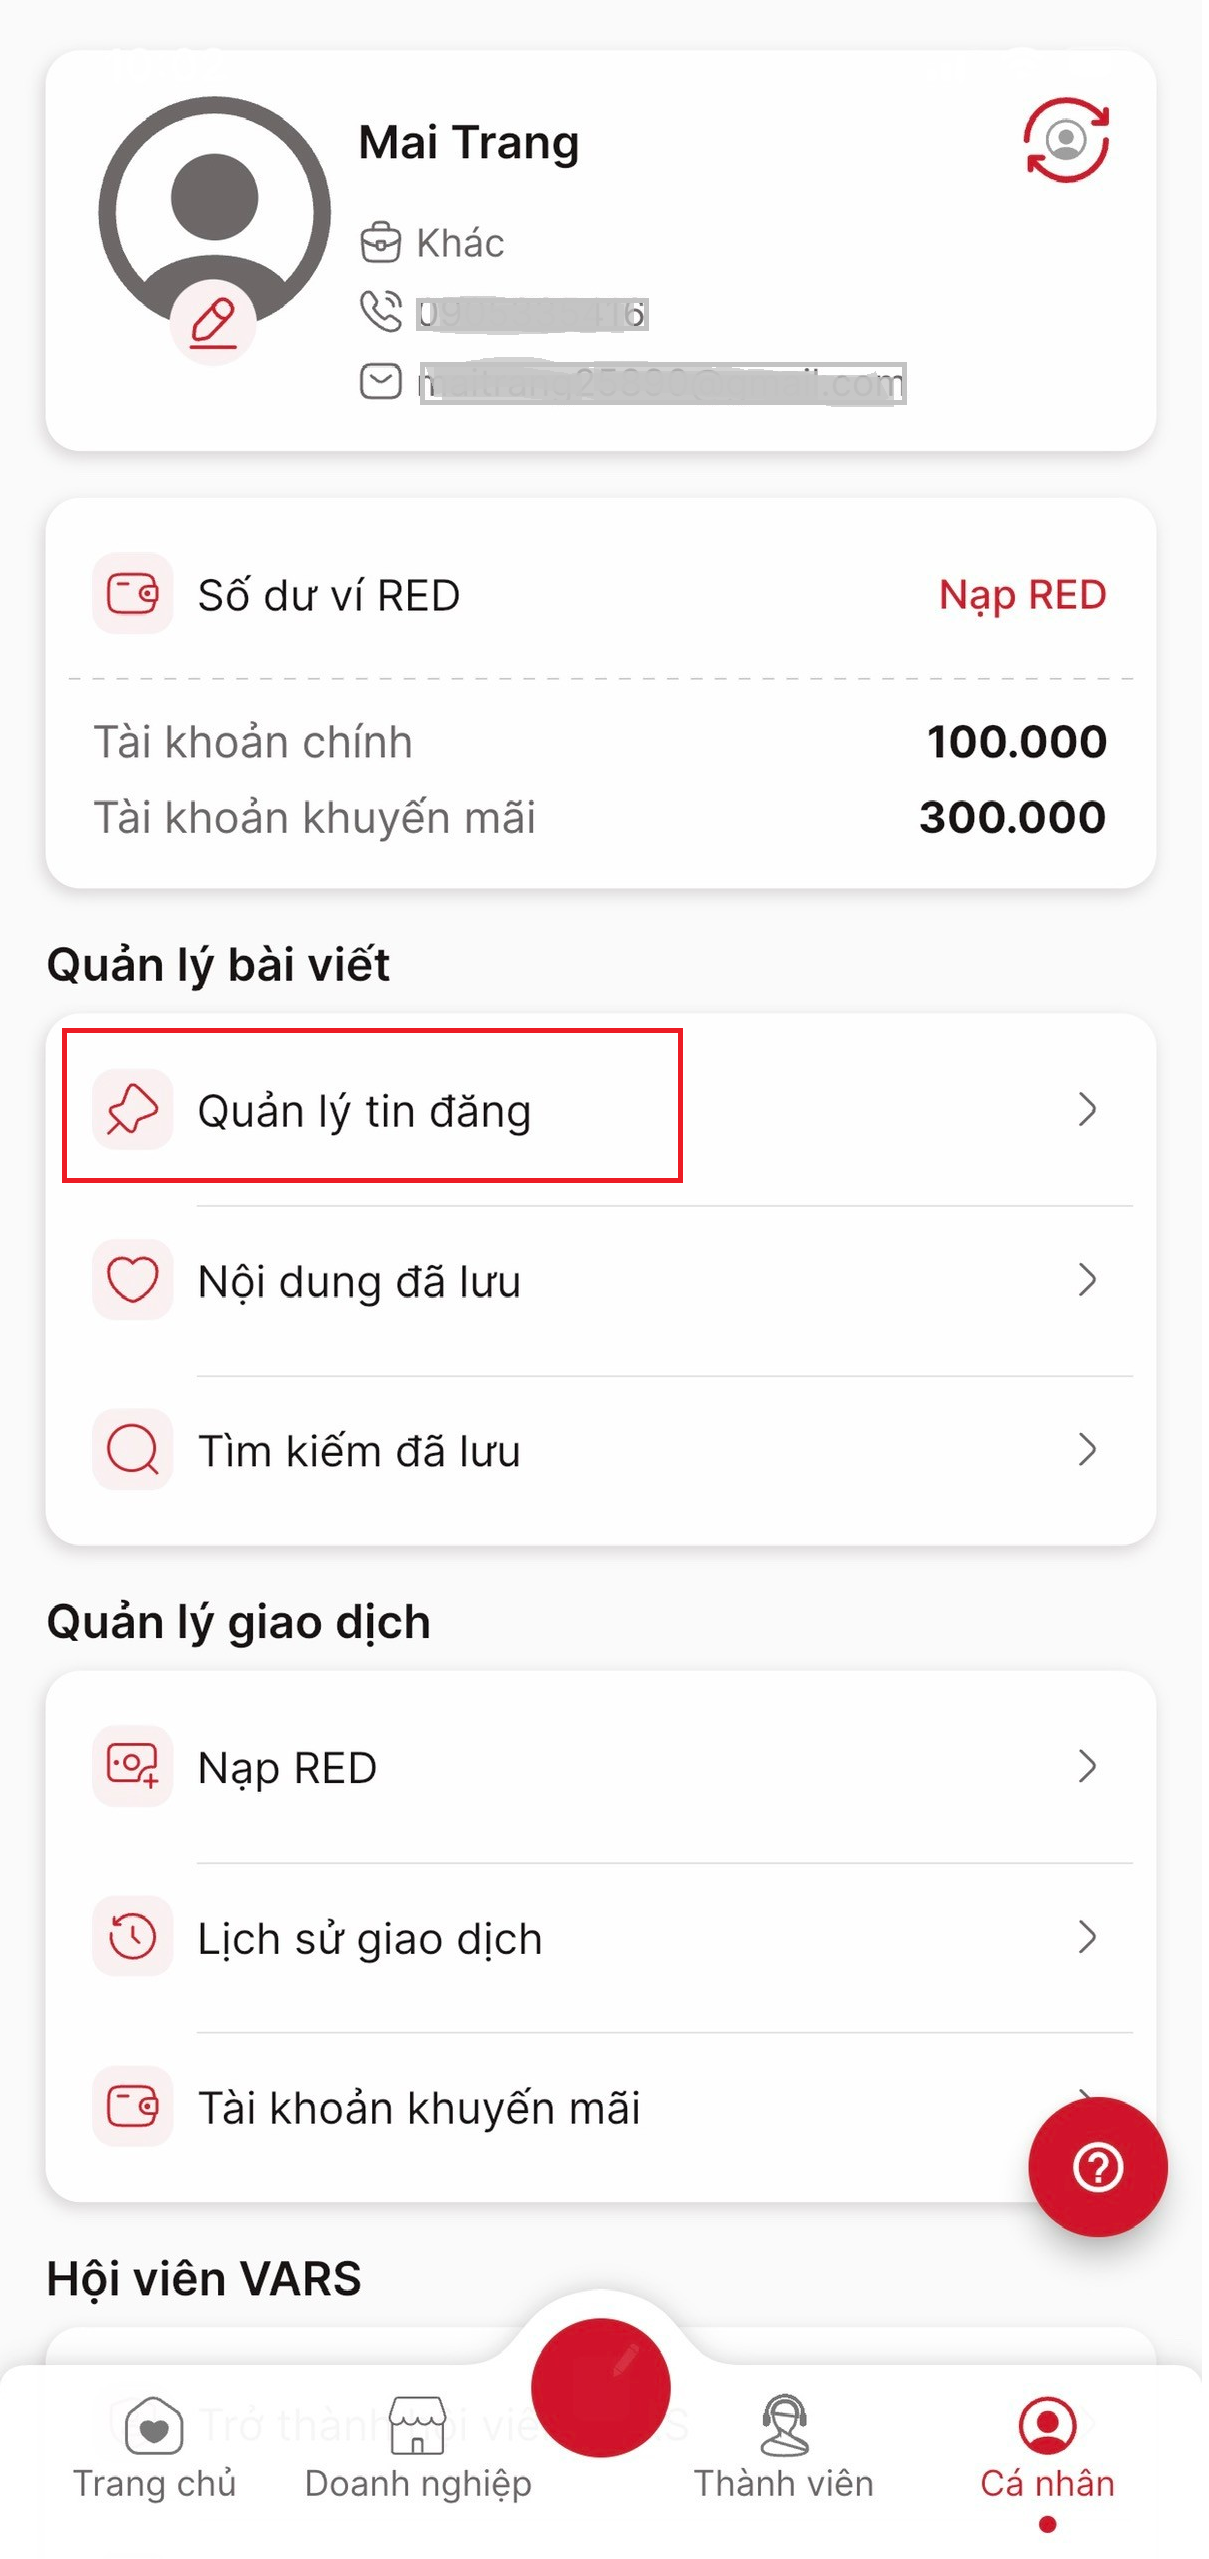 Mai Trang
Khác
Số dư ví RED
Nạp RED
Tài khoản chính
100.000
Tài khoản khuyến mãi
300.000
Quản lý bài viết
Quản lý tin đăng
Nội dung đã lưu
Tìm kiếm đã lưu
Quản lý giao dịch
Nạp RED
Lịch sử giao dịch
Tài khoản khuyến mãi
Hội viên VARS
Trang chủ
Doanh nghiệp
Thành viên
Cá nhân